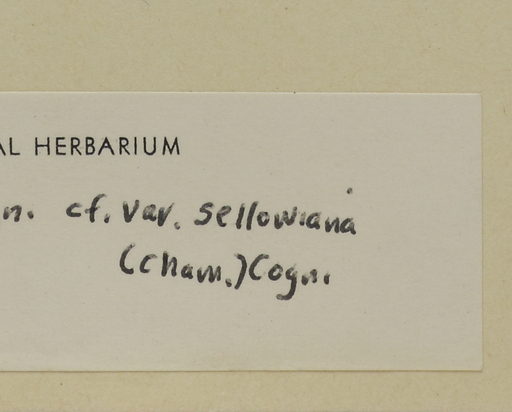 AL HERBARIUM
n. cf. var. sellowiana
(Cham.) Cogn.